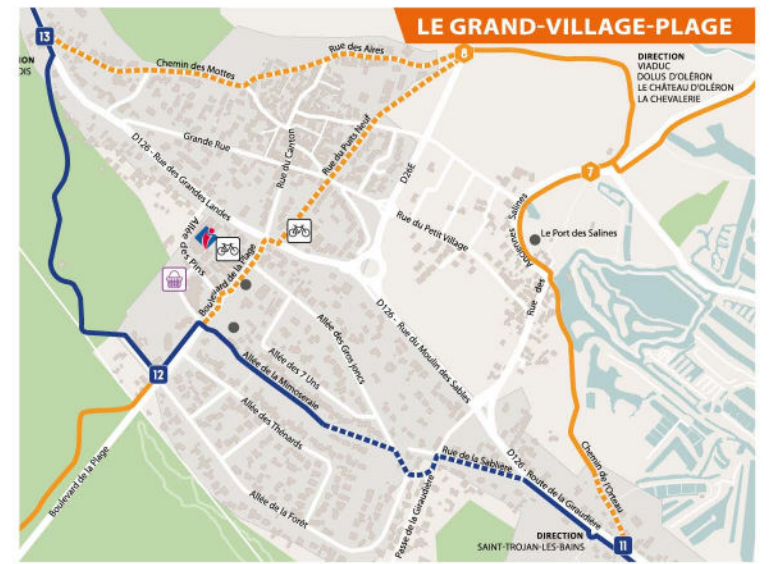 LE GRAND-VILLAGE-PLAGE
13
Rue des Aires
8
Chemin des Mottes
DIRECTION
VIADUC
DOLUS D'OLÉRON
LE CHÂTEAU D'OLÉRON
LA CHEVALERIE
ION
OIS
Rue du Puits Neuf
Grande Rue
Rue du Canton
D126 - Rue des Grandes Landes
D26E
7
Rue du Petit Village
Anciennes Salines
Le Port des Salines
Allée des Pins
Boulevard de la Plage
Rue des
D126 - Rue du Moulin des Sables
Allée des Gros Joncs
Allée des 7 Uns
Allée de la Mimoseraie
12
Allée des Thénards
Rue de la Sablière
D126 - Route de la Giraudière
Chemin de l'Orteau
Boulevard de la Plage
Allée de la Forêt
Passe de la Giraudière
DIRECTION
SAINT-TROJAN-LES-BAINS
11